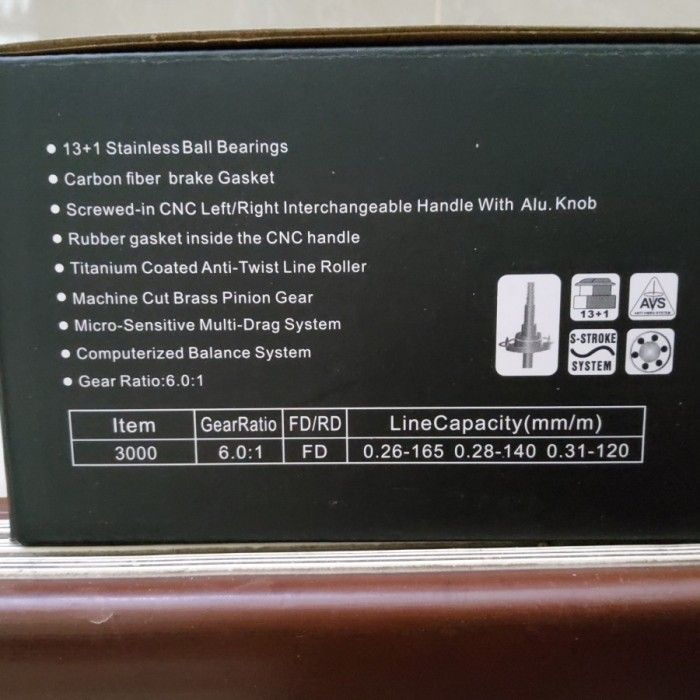 ● 13+1 Stainless Ball Bearings
● Carbon fiber brake Gasket
● Screwed-in CNC Left/Right Interchangeable Handle With Alu. Knob
● Rubber gasket inside the CNC handle
● Titanium Coated Anti-Twist Line Roller
● Machine Cut Brass Pinion Gear
● Micro-Sensitive Multi-Drag System
● Computerized Balance System
● Gear Ratio:6.0:1
13+1
AVS
S-STROKE
SYSTEM
Item GearRatio FD/RD LineCapacity(mm/m)
3000 6.0:1 FD 0.26-165 0.28-140 0.31-120